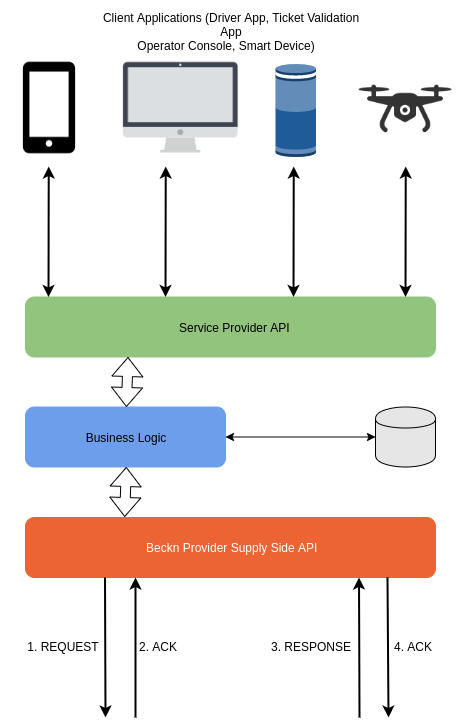 Client Applications (Driver App, Ticket Validation
App
Operator Console, Smart Device)
Service Provider API
Business Logic
Beckn Provider Supply Side API
1. REQUEST
2. ACK
3. RESPONSE
4. ACK